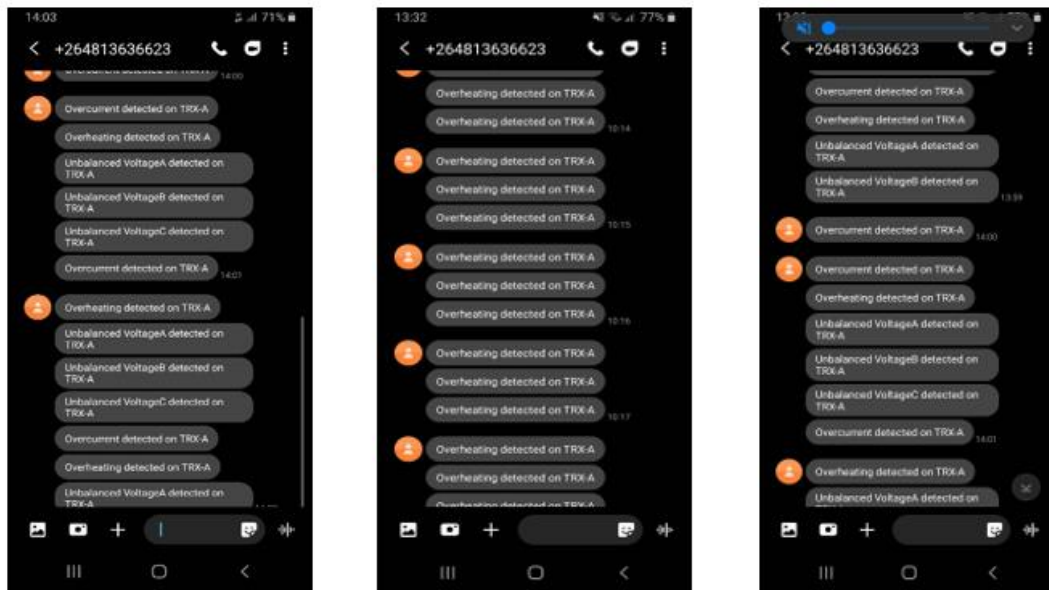 14:03
71%
+264813636623
14:00
Overcurrent detected on TRX-A
Overheating detected on TRX-A
Unbalanced VoltageA detected on
TRX-A
Unbalanced VoltageB detected on
TRX-A
Unbalanced VoltageC detected on
TRX-A
Overcurrent detected on TRX-A
14:01
Overheating detected on TRX-A
Unbalanced VoltageA detected on
TRX-A
Unbalanced VoltageB detected on
TRX-A
Unbalanced VoltageC detected on
TRX-A
Overcurrent detected on TRX-A
Overheating detected on TRX-A
Unbalanced VoltageA detected on
TRX-A
13:32
77%
+264813636623
Overheating detected on TRX-A
Overheating detected on TRX-A
10:14
Overheating detected on TRX-A
Overheating detected on TRX-A
Overheating detected on TRX-A
10:15
Overheating detected on TRX-A
Overheating detected on TRX-A
Overheating detected on TRX-A
10:16
Overheating detected on TRX-A
Overheating detected on TRX-A
Overheating detected on TRX-A
10:17
Overheating detected on TRX-A
Overheating detected on TRX-A
Overheating detected on TRX-A
+264813636623
Overcurrent detected on TRX-A
Overheating detected on TRX-A
Unbalanced VoltageA detected on
TRX-A
Unbalanced VoltageB detected on
TRX-A
13:59
Overcurrent detected on TRX-A
14:00
Overcurrent detected on TRX-A
Overheating detected on TRX-A
Unbalanced VoltageA detected on
TRX-A
Unbalanced VoltageB detected on
TRX-A
Unbalanced VoltageC detected on
TRX-A
Overcurrent detected on TRX-A
14:01
Overheating detected on TRX-A
Unbalanced VoltageA detected on